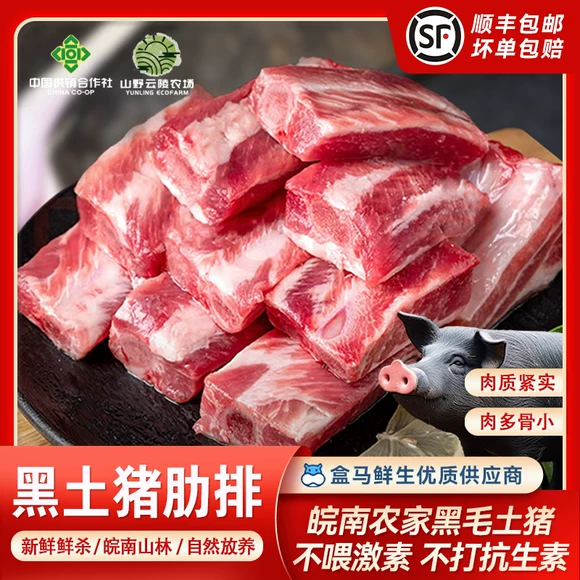 中国供销合作社
CHINA CO-OP
山野云陵农场
YUNLING ECOFARM
SF
顺丰包邮
坏单包赔
肉质紧实
肉多骨小
黑土猪肋排
新鲜鲜杀/皖南山林/自然放养
盒马鲜生优质供应商
皖南农家黑毛土猪
不喂激素 不打抗生素